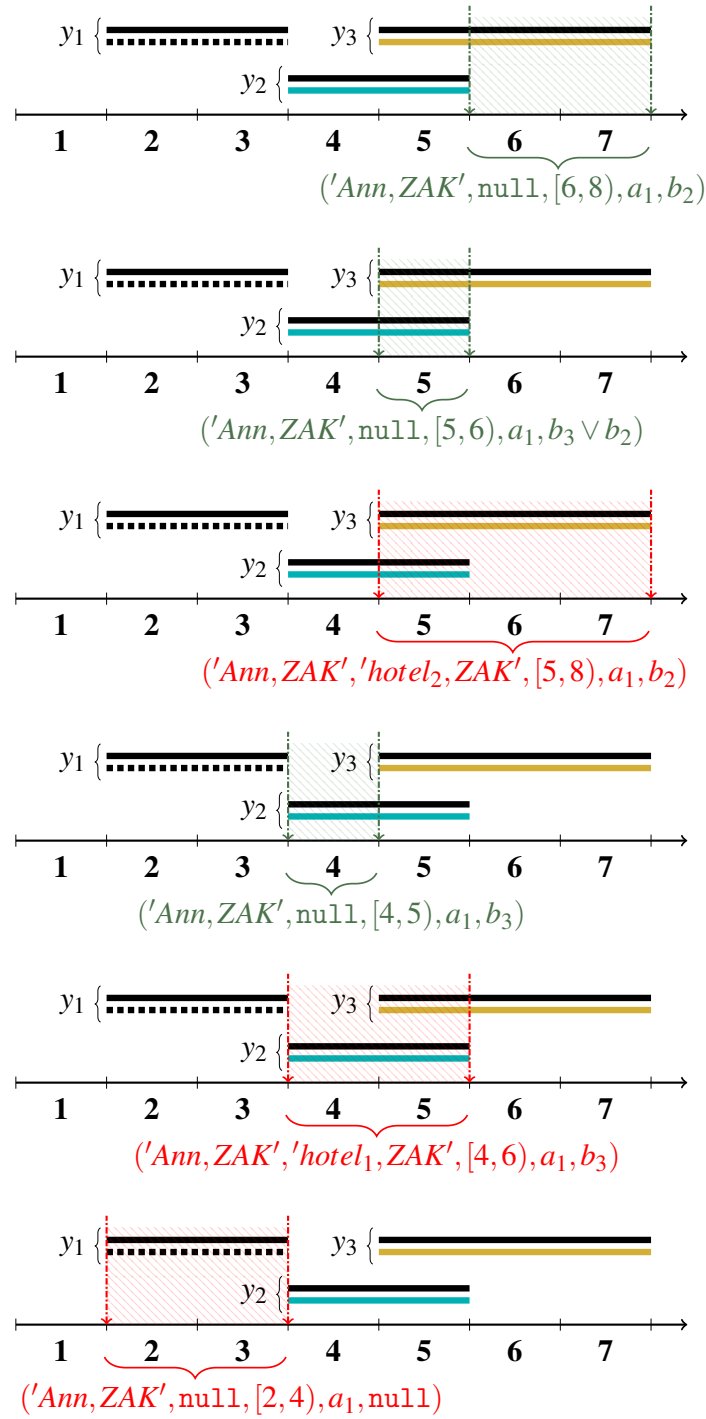 y₁ y₃
y₂
1 2 3 4 5 6 7
('Ann, ZAK', null, [6, 8), a₁, b₂)
y₁ y₃
y₂
1 2 3 4 5 6 7
('Ann, ZAK', null, [5, 6), a₁, b₃ ∨ b₂)
y₁ y₃
y₂
1 2 3 4 5 6 7
('Ann, ZAK', 'hotel₂, ZAK', [5, 8), a₁, b₂)
y₁ y₃
y₂
1 2 3 4 5 6 7
('Ann, ZAK', null, [4, 5), a₁, b₃)
y₁ y₃
y₂
1 2 3 4 5 6 7
('Ann, ZAK', 'hotel₁, ZAK', [4, 6), a₁, b₃)
y₁ y₃
y₂
1 2 3 4 5 6 7
('Ann, ZAK', null, [2, 4), a₁, null)